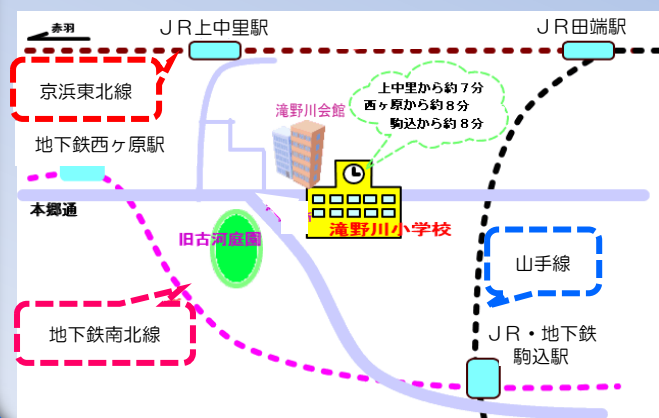 赤羽
ＪＲ上中里駅
ＪＲ田端駅
京浜東北線
上中里から約７分
西ヶ原から約８分
駒込から約８分
滝野川会館
地下鉄西ヶ原駅
本郷通
滝野川小学校
旧古河庭園
山手線
地下鉄南北線
ＪＲ・地下鉄
駒込駅